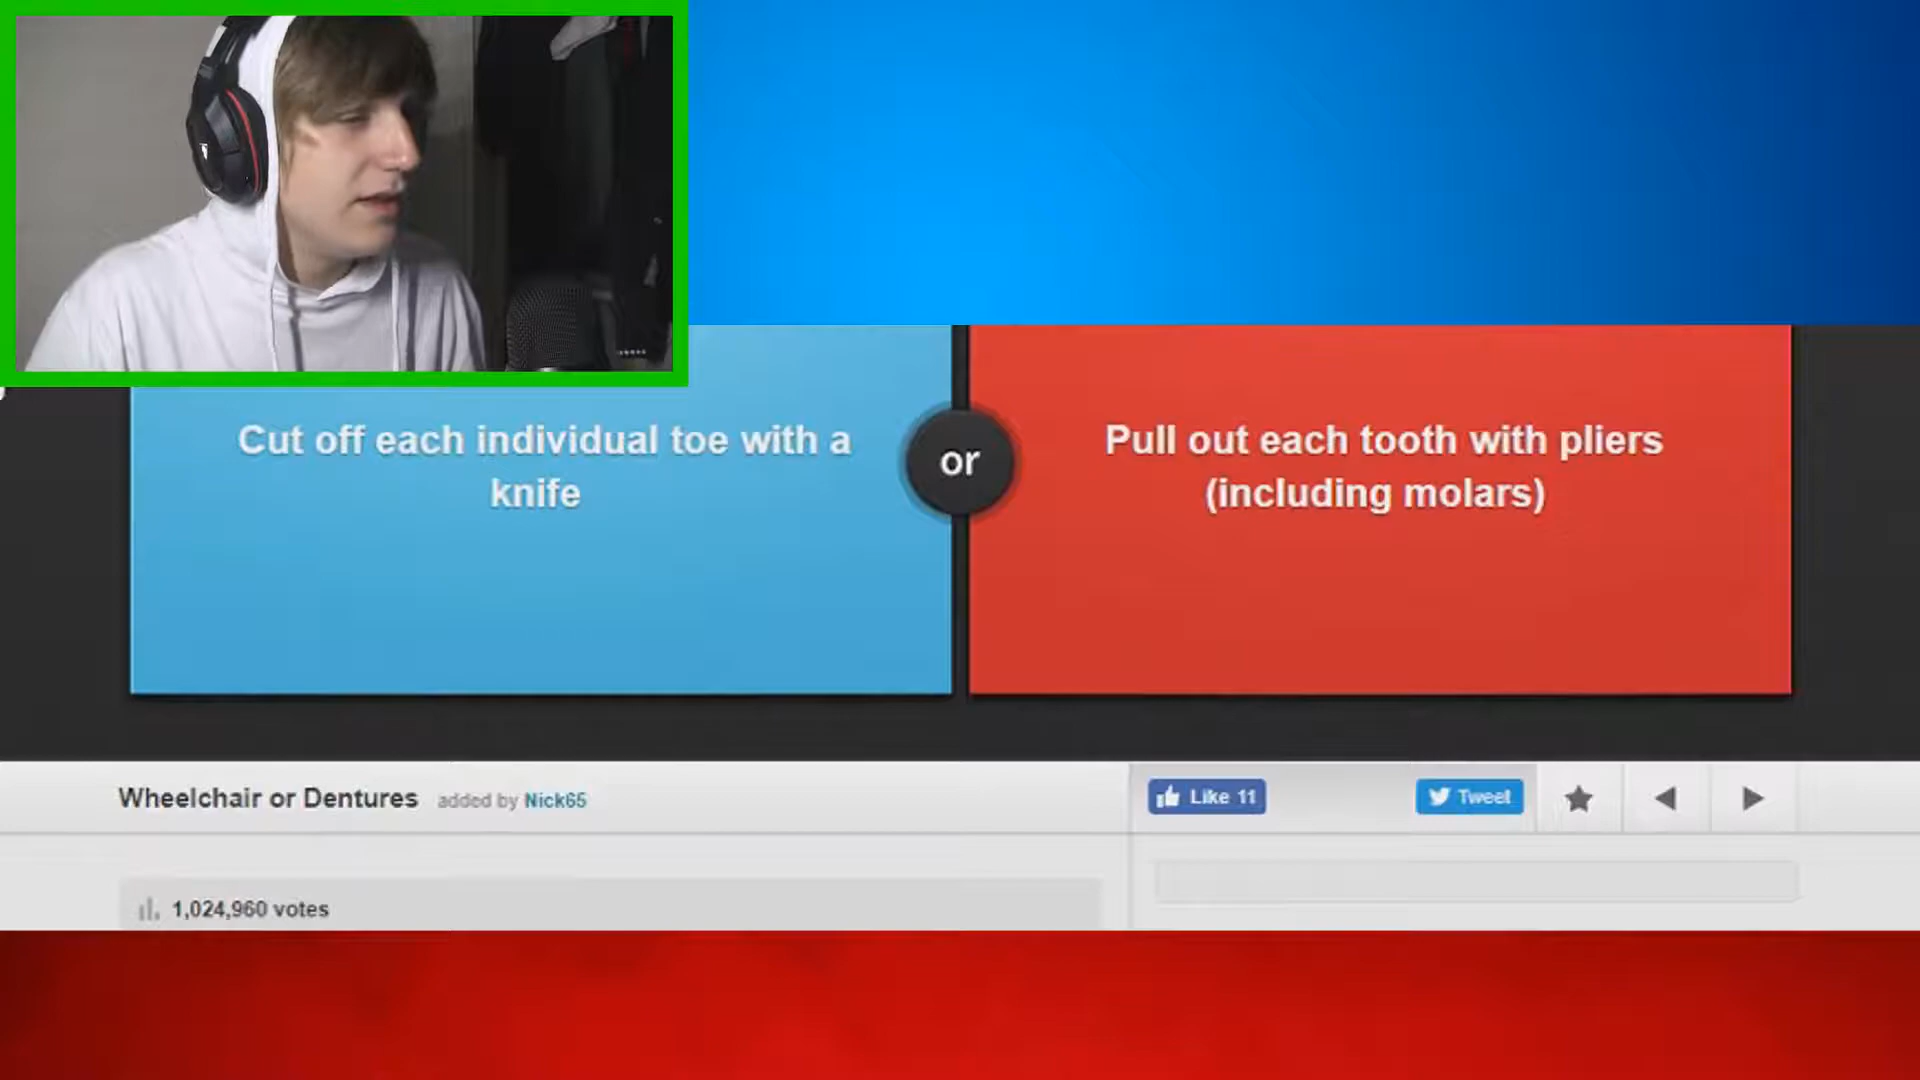 Cut off each individual toe with a
knife
or
Pull out each tooth with pliers
(including molars)
Wheelchair or Dentures added by Nick65
Like 11
Tweet
1,024,960 votes